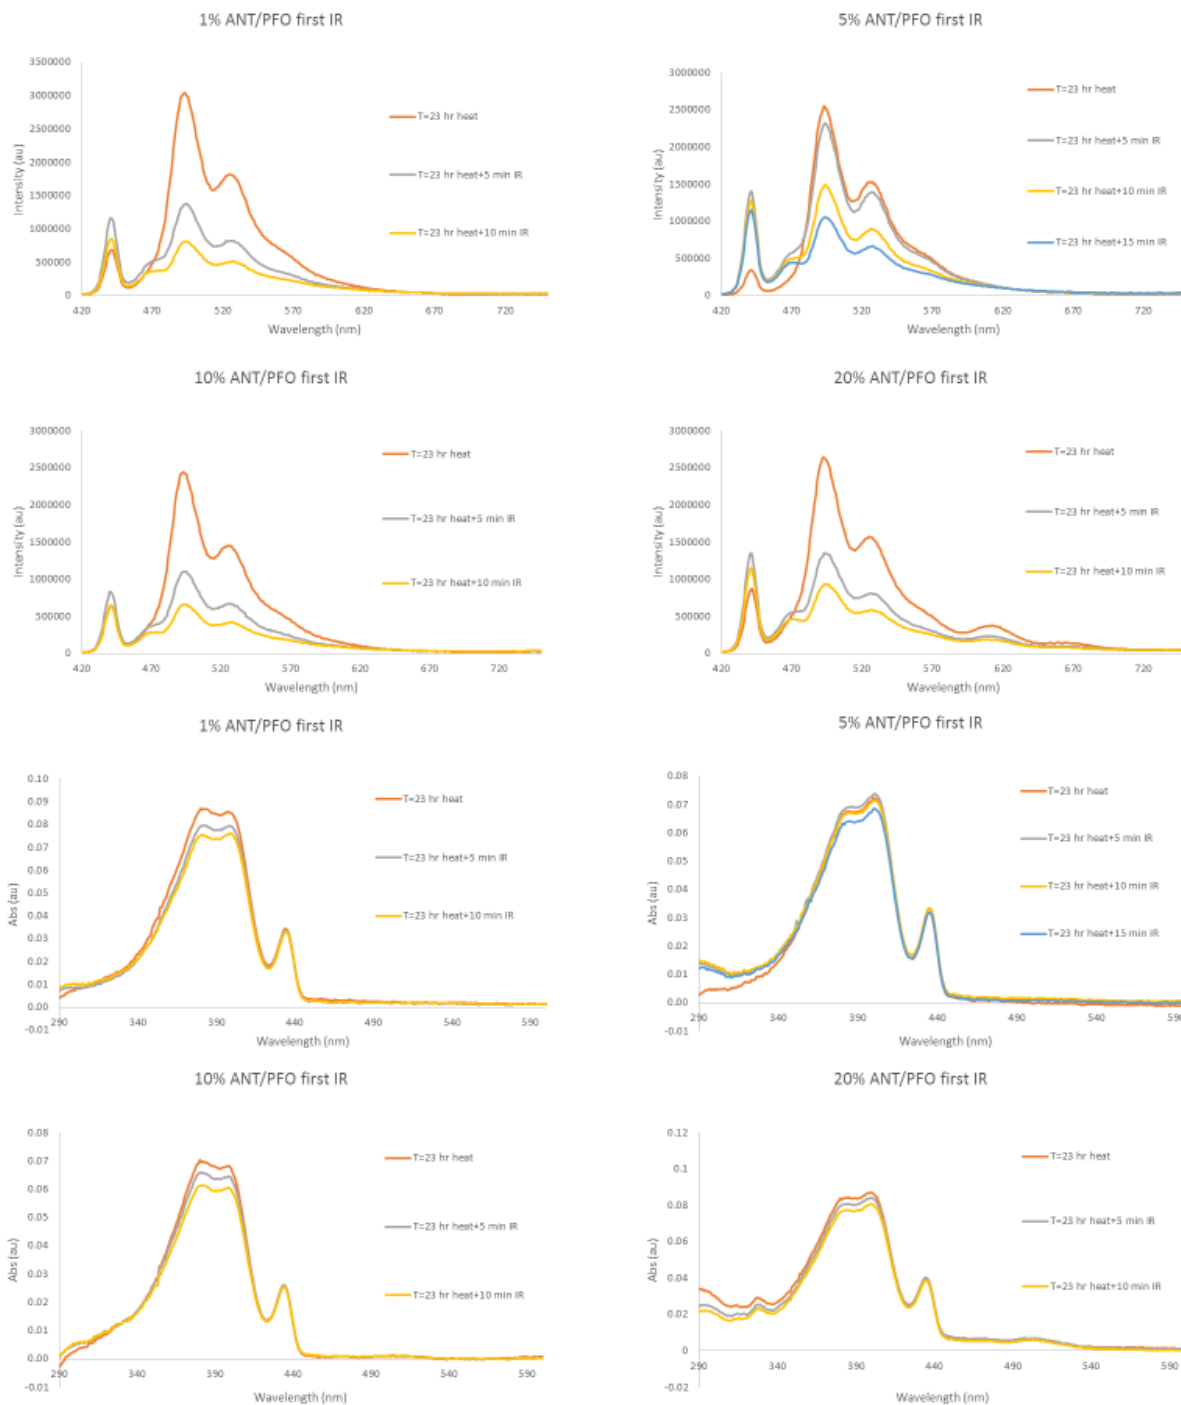 1% ANT/PFO first IR
3500000
3000000
2500000
2000000
1500000
1000000
500000
0
420 470 520 570 620 670 720
Intensity (au)
Wavelength (nm)
T=23 hr heat
T=23 hr heat+5 min IR
T=23 hr heat+10 min IR
5% ANT/PFO first IR
3000000
2500000
2000000
1500000
1000000
500000
0
420 470 520 570 620 670 720
Intensity (au)
Wavelength (nm)
T=23 hr heat
T=23 hr heat+5 min IR
T=23 hr heat+10 min IR
T=23 hr heat+15 min IR
10% ANT/PFO first IR
3000000
2500000
2000000
1500000
1000000
500000
0
420 470 520 570 620 670 720
Intensity (au)
Wavelength (nm)
T=23 hr heat
T=23 hr heat+5 min IR
T=23 hr heat+10 min IR
20% ANT/PFO first IR
3000000
2500000
2000000
1500000
1000000
500000
0
420 470 520 570 620 670 720
Intensity (au)
Wavelength (nm)
T=23 hr heat
T=23 hr heat+5 min IR
T=23 hr heat+10 min IR
1% ANT/PFO first IR
0.10
0.09
0.08
0.07
0.06
0.05
0.04
0.03
0.02
0.01
0.00
-0.01
290 340 390 440 490 540 590
Abs (au)
Wavelength (nm)
T=23 hr heat
T=23 hr heat+5 min IR
T=23 hr heat+10 min IR
5% ANT/PFO first IR
0.08
0.07
0.06
0.05
0.04
0.03
0.02
0.01
0.00
-0.01
290 340 390 440 490 540 590
Abs (au)
Wavelength (nm)
T=23 hr heat
T=23 hr heat+5 min IR
T=23 hr heat+10 min IR
T=23 hr heat+15 min IR
10% ANT/PFO first IR
0.08
0.07
0.06
0.05
0.04
0.03
0.02
0.01
0.00
-0.01
290 340 390 440 490 540 590
Abs (au)
Wavelength (nm)
T=23 hr heat
T=23 hr heat+5 min IR
T=23 hr heat+10 min IR
20% ANT/PFO first IR
0.12
0.1
0.08
0.06
0.04
0.02
0
-0.02
290 340 390 440 490 540 590
Abs (au)
Wavelength (nm)
T=23 hr heat
T=23 hr heat+5 min IR
T=23 hr heat+10 min IR